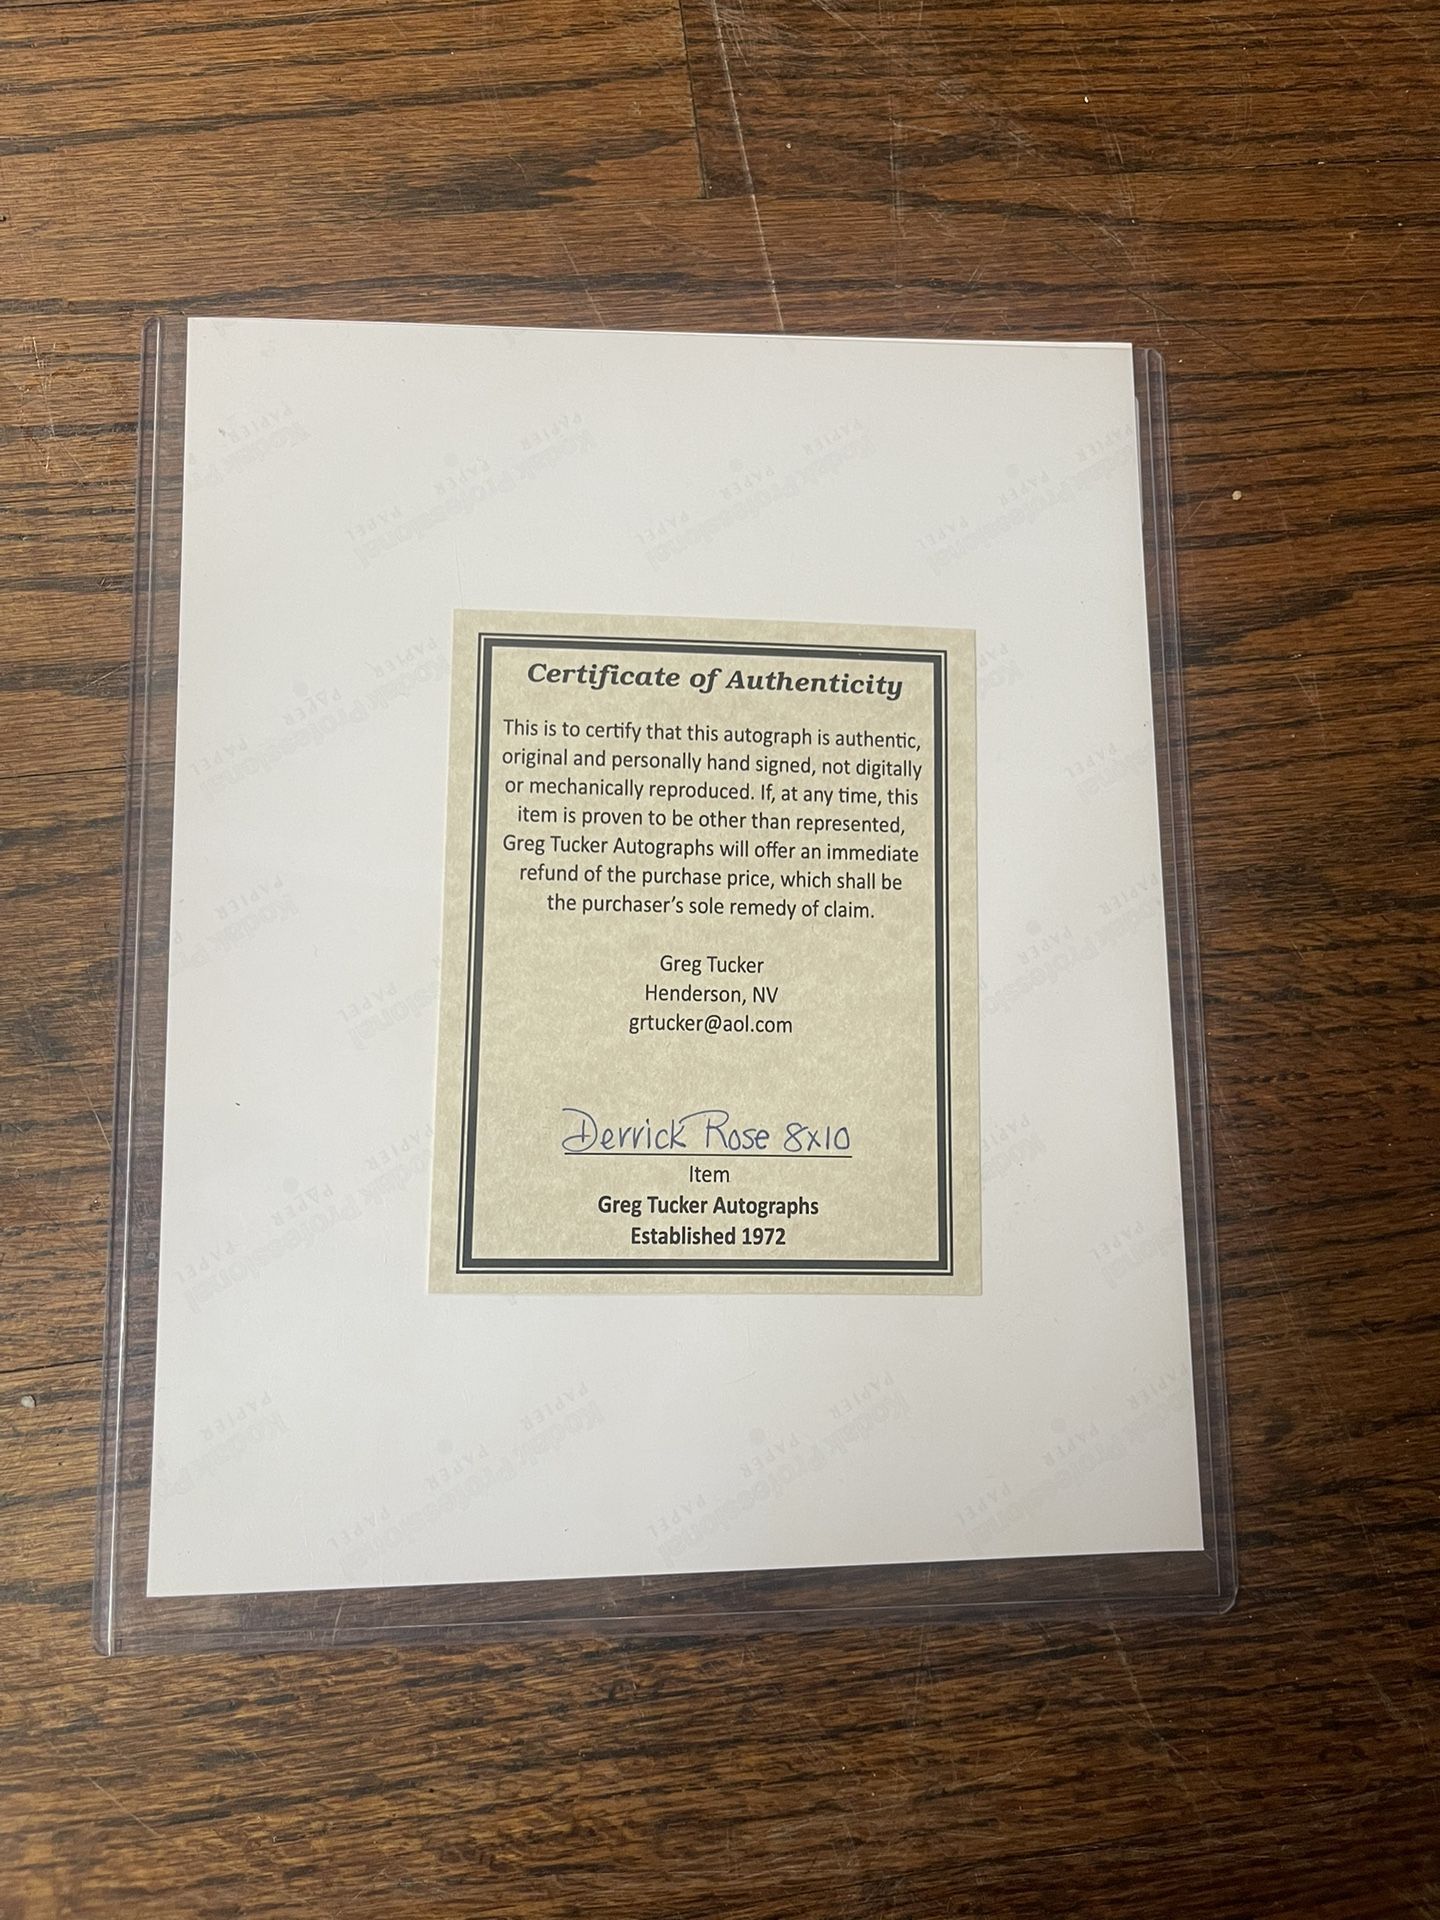 Certificate of Authenticity
This is to certify that this autograph is authentic,
original and personally hand signed, not digitally
or mechanically reproduced. If, at any time, this
item is proven to be other than represented,
Greg Tucker Autographs will offer an immediate
refund of the purchase price, which shall be
the purchaser's sole remedy of claim.
Greg Tucker
Henderson, NV
grtucker@aol.com
Derrick Rose 8x10
Item
Greg Tucker Autographs
Established 1972